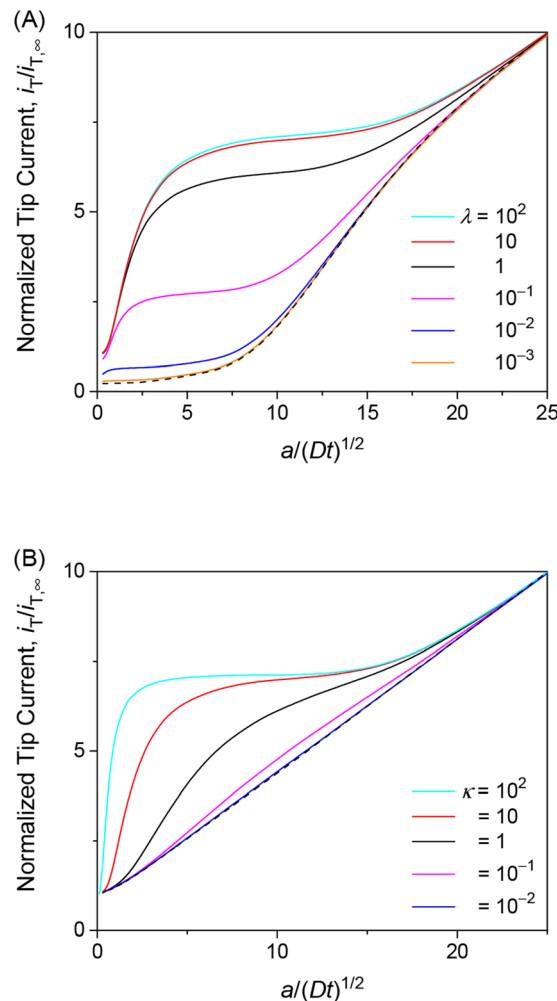 (A)
10
5
0
0 5 10 15 20 25
Normalized Tip Current, iT/iT,∞
a/(Dt)1/2
λ = 10²
10
1
10⁻¹
10⁻²
10⁻³
(B)
10
5
0
0 10 20
Normalized Tip Current, iT/iT,∞
a/(Dt)1/2
κ = 10²
= 10
= 1
= 10⁻¹
= 10⁻²